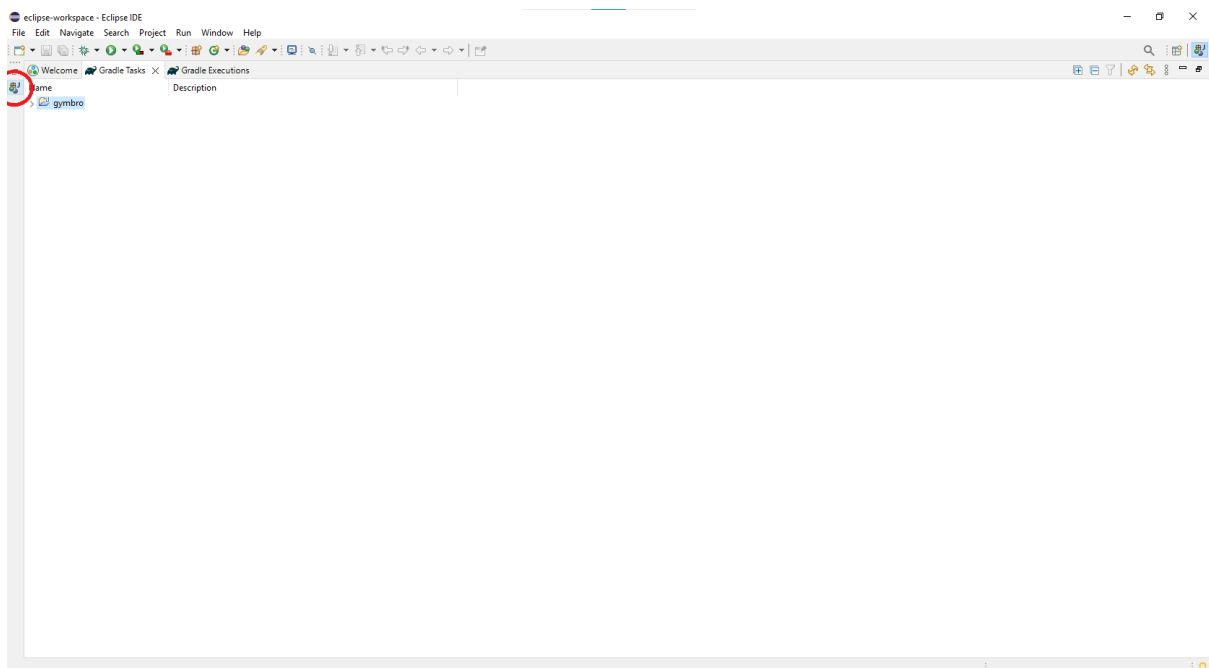 eclipse-workspace - Eclipse IDE
File Edit Navigate Search Project Run Window Help
Welcome Gradle Tasks Gradle Executions
Name Description
gymbro